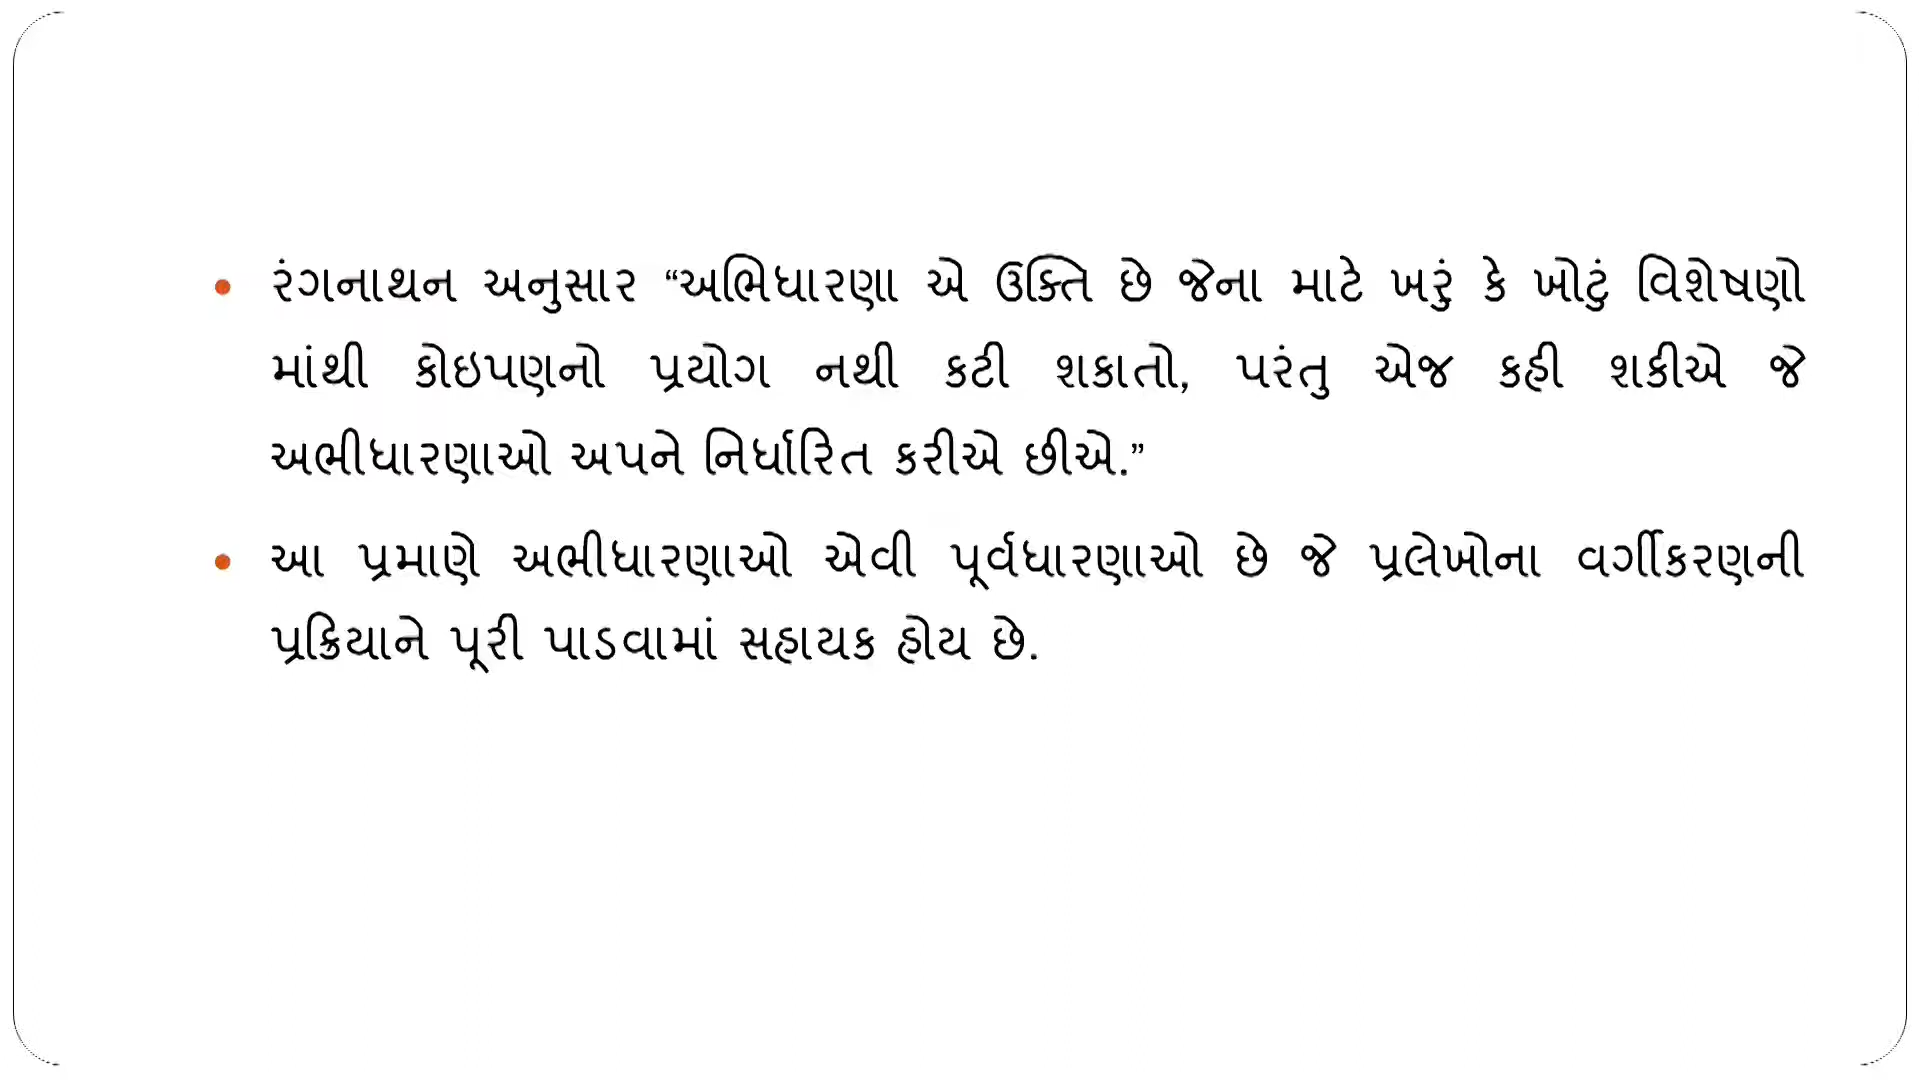 • રંગનાથન અનુસાર “અભિધારણા એ ઉક્તિ છે જેના માટે ખરું કે ખોટું વિશેષણો
માંથી કોઇપણનો પ્રયોગ નથી કટી શકાતો, પરંતુ એજ કહી શકીએ જે
અભીધારણાઓ અપને નિર્ધારિત કરીએ છીએ.”
• આ પ્રમાણે અભીધારણાઓ એવી પૂર્વધારણાઓ છે જે પ્રલેખોના વર્ગીકરણની
પ્રક્રિયાને પૂરી પાડવામાં સહાયક હોય છે.